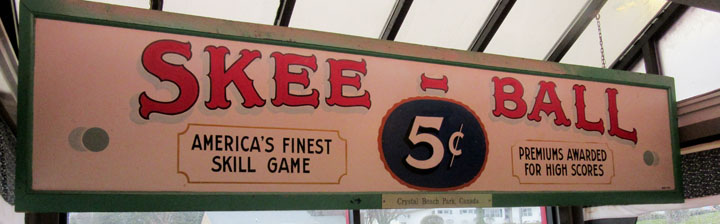 SKEE - BALL
AMERICA'S FINEST
SKILL GAME
5¢
PREMIUMS AWARDED
FOR HIGH SCORES
Crystal Beach Park, Canada